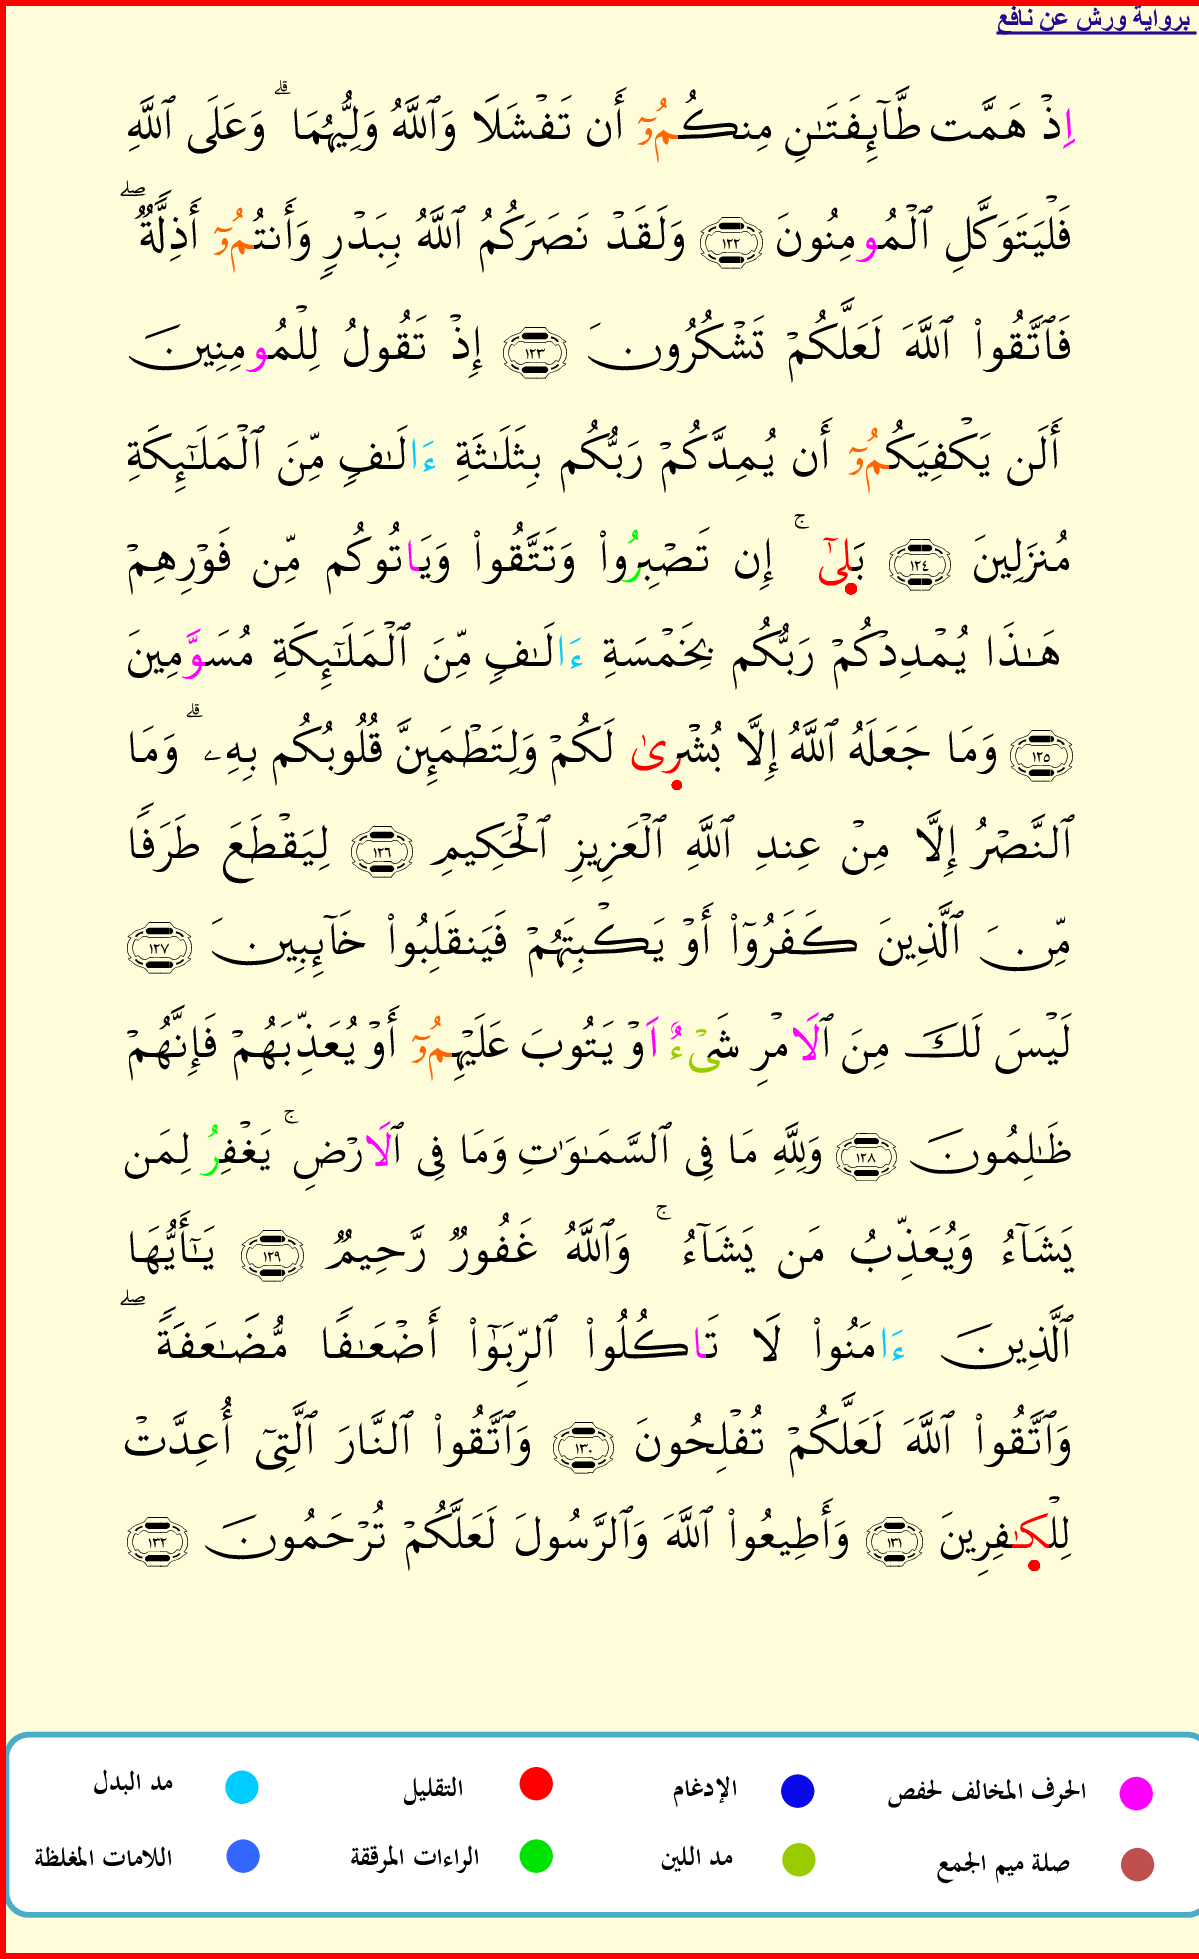 برواية ورش عن نافع
اِذْ هَمَّت طَّآئِفَتَـٰنِ مِنكُمُۥٓ أَن تَفْشَلَا وَٱللَّهُ وَلِيُّهُمَا ۗ وَعَلَى ٱللَّهِ
فَلْيَتَوَكَّلِ ٱلْمُومِنُونَ ١٢٢ وَلَقَدْ نَصَرَكُمُ ٱللَّهُ بِبَدْرٍ وَأَنتُمُۥٓ أَذِلَّةٌ ۖ
فَٱتَّقُوا۟ ٱللَّهَ لَعَلَّكُمْ تَشْكُرُونَ ١٢٣ إِذْ تَقُولُ لِلْمُومِنِينَ
أَلَن يَكْفِيَكُمُۥٓ أَن يُمِدَّكُمْ رَبُّكُم بِثَلَـٰثَةِ ءَالَـٰفٍ مِّنَ ٱلْمَلَـٰٓئِكَةِ
مُنزَلِينَ ١٢٤ بَلِىٰٓ ۚ إِن تَصْبِرُوا۟ وَتَتَّقُوا۟ وَيَاتُوكُم مِّن فَوْرِهِمْ
هَـٰذَا يُمْدِدْكُمْ رَبُّكُم بِخَمْسَةِ ءَالَـٰفٍ مِّنَ ٱلْمَلَـٰٓئِكَةِ مُسَوَّمِينَ
١٢٥ وَمَا جَعَلَهُ ٱللَّهُ إِلَّا بُشْرِىٰ لَكُمْ وَلِتَطْمَئِنَّ قُلُوبُكُم بِهِۦ ۗ وَمَا
ٱلنَّصْرُ إِلَّا مِنْ عِندِ ٱللَّهِ ٱلْعَزِيزِ ٱلْحَكِيمِ ١٢٦ لِيَقْطَعَ طَرَفًا
مِّنَ ٱلَّذِينَ كَفَرُوٓا۟ أَوْ يَكْبِتَهُمْ فَيَنقَلِبُوا۟ خَآئِبِينَ ١٢٧
لَيْسَ لَكَ مِنَ ٱلَامْرِ شَىْءٌ اَوْ يَتُوبَ عَلَيْهِمُۥٓ أَوْ يُعَذِّبَهُمْ فَإِنَّهُمْ
ظَـٰلِمُونَ ١٢٨ وَلِلَّهِ مَا فِى ٱلسَّمَـٰوَٰتِ وَمَا فِى ٱلَارْضِ ۚ يَغْفِرُ لِمَن
يَشَآءُ وَيُعَذِّبُ مَن يَشَآءُ ۚ وَٱللَّهُ غَفُورٌ رَّحِيمٌ ١٢٩ يَـٰٓأَيُّهَا
ٱلَّذِينَ ءَامَنُوا۟ لَا تَاكُلُوا۟ ٱلرِّبَوٰٓا۟ أَضْعَـٰفًا مُّضَـٰعَفَةً ۖ
وَٱتَّقُوا۟ ٱللَّهَ لَعَلَّكُمْ تُفْلِحُونَ ١٣٠ وَٱتَّقُوا۟ ٱلنَّارَ ٱلَّتِىٓ أُعِدَّتْ
لِلْكَـٰفِرِينَ ١٣١ وَأَطِيعُوا۟ ٱللَّهَ وَٱلرَّسُولَ لَعَلَّكُمْ تُرْحَمُونَ ١٣٢
الحرف المخالف لحفص الإدغام التقليل مد البدل
صلة ميم الجمع مد اللين الراءات المرققة اللامات المغلظة